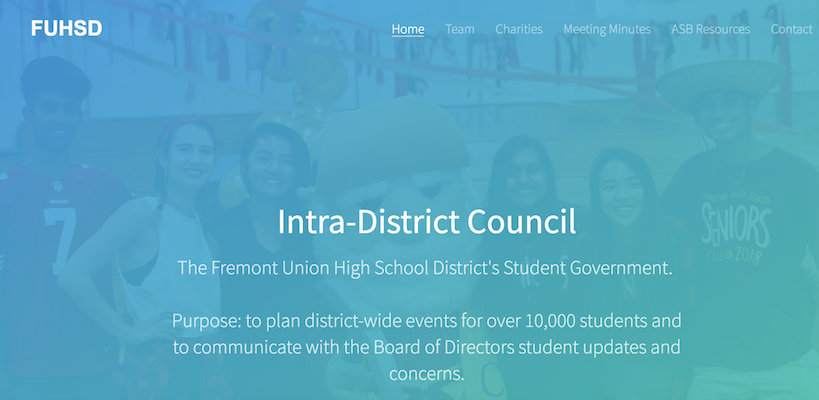 FUHSD
Home Team Charities Meeting Minutes ASB Resources Contact
7
SENIORS
Intra-District Council
The Fremont Union High School District's Student Government.
Purpose: to plan district-wide events for over 10,000 students and
to communicate with the Board of Directors student updates and
concerns.